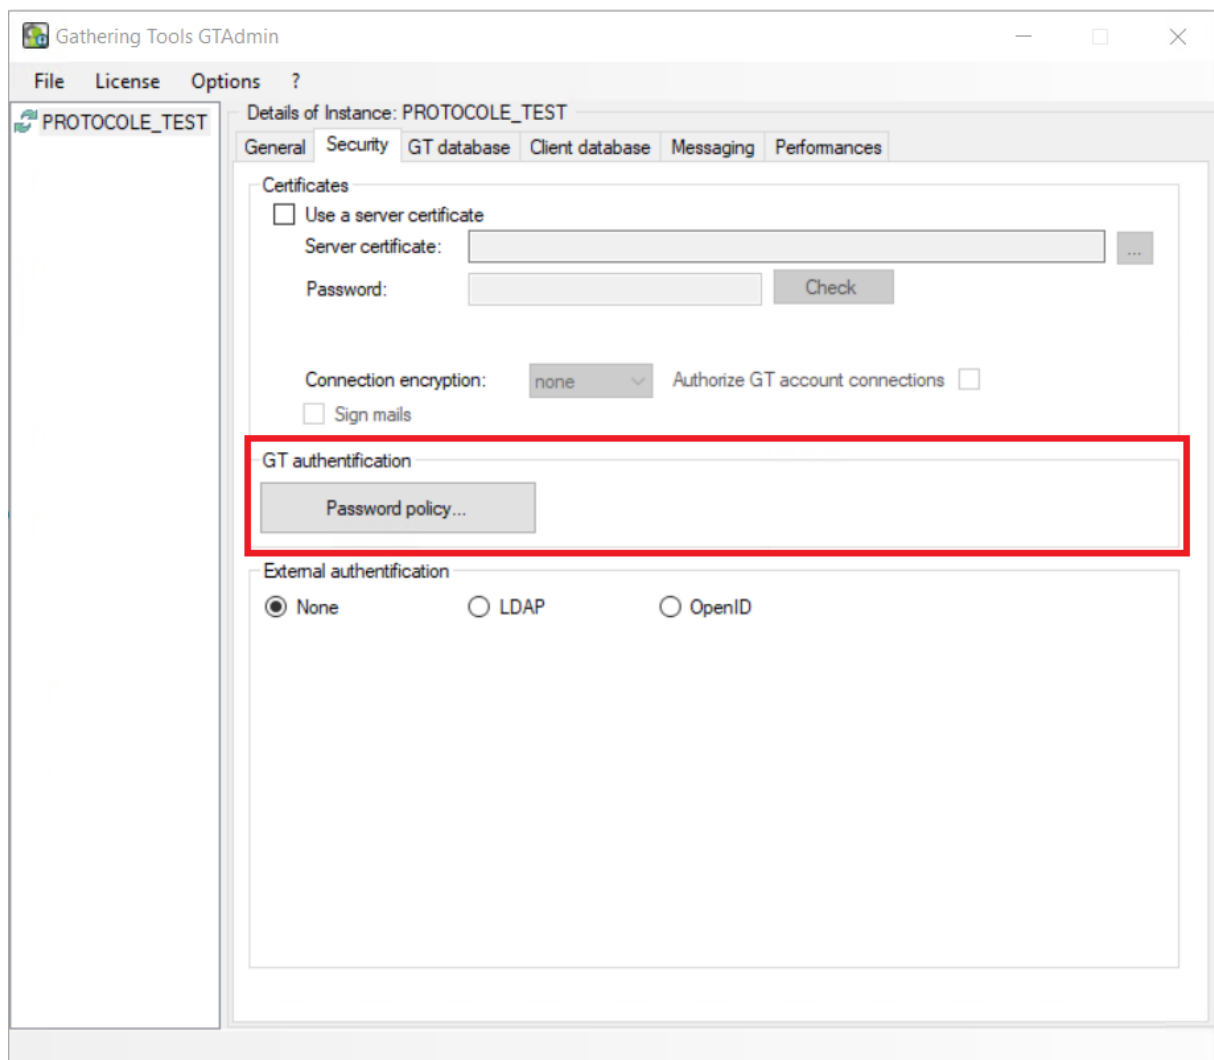 Gathering Tools GTAdmin
File License Options ?
PROTOCOLE_TEST
Details of Instance: PROTOCOLE_TEST
General Security GT database Client database Messaging Performances
Certificates
Use a server certificate
Server certificate: ...
Password: Check
Connection encryption: none Authorize GT account connections
Sign mails
GT authentification
Password policy...
External authentification
None LDAP OpenID